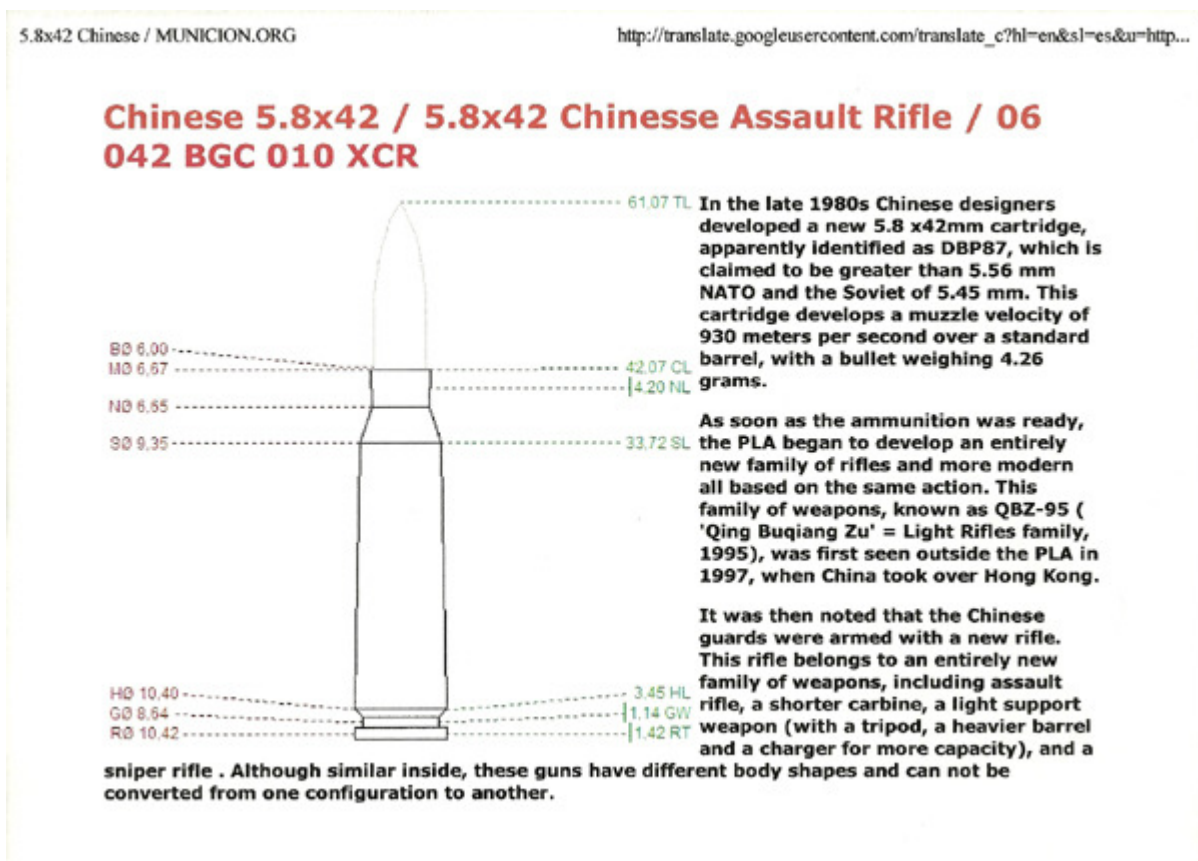 5.8x42 Chinese / MUNICION.ORG
http://translate.googleusercontent.com/translate_c?hl=en&sl=es&u=http...
Chinese 5.8x42 / 5.8x42 Chinesse Assault Rifle / 06
042 BGC 010 XCR
61,07 TL
In the late 1980s Chinese designers
developed a new 5.8 x42mm cartridge,
apparently identified as DBP87, which is
claimed to be greater than 5.56 mm
NATO and the Soviet of 5.45 mm. This
cartridge develops a muzzle velocity of
930 meters per second over a standard
barrel, with a bullet weighing 4.26
grams.
BØ 6,00
MØ 6,67
42,07 CL
4,20 NL
NØ 6,55
SØ 9,35
33,72 SL
As soon as the ammunition was ready,
the PLA began to develop an entirely
new family of rifles and more modern
all based on the same action. This
family of weapons, known as QBZ-95 (
'Qing Buqiang Zu' = Light Rifles family,
1995), was first seen outside the PLA in
1997, when China took over Hong Kong.
It was then noted that the Chinese
guards were armed with a new rifle.
This rifle belongs to an entirely new
family of weapons, including assault
rifle, a shorter carbine, a light support
weapon (with a tripod, a heavier barrel
and a charger for more capacity), and a
sniper rifle . Although similar inside, these guns have different body shapes and can not be
converted from one configuration to another.
HØ 10,40
GØ 8,64
RØ 10,42
3,45 HL
1,14 GW
1,42 RT